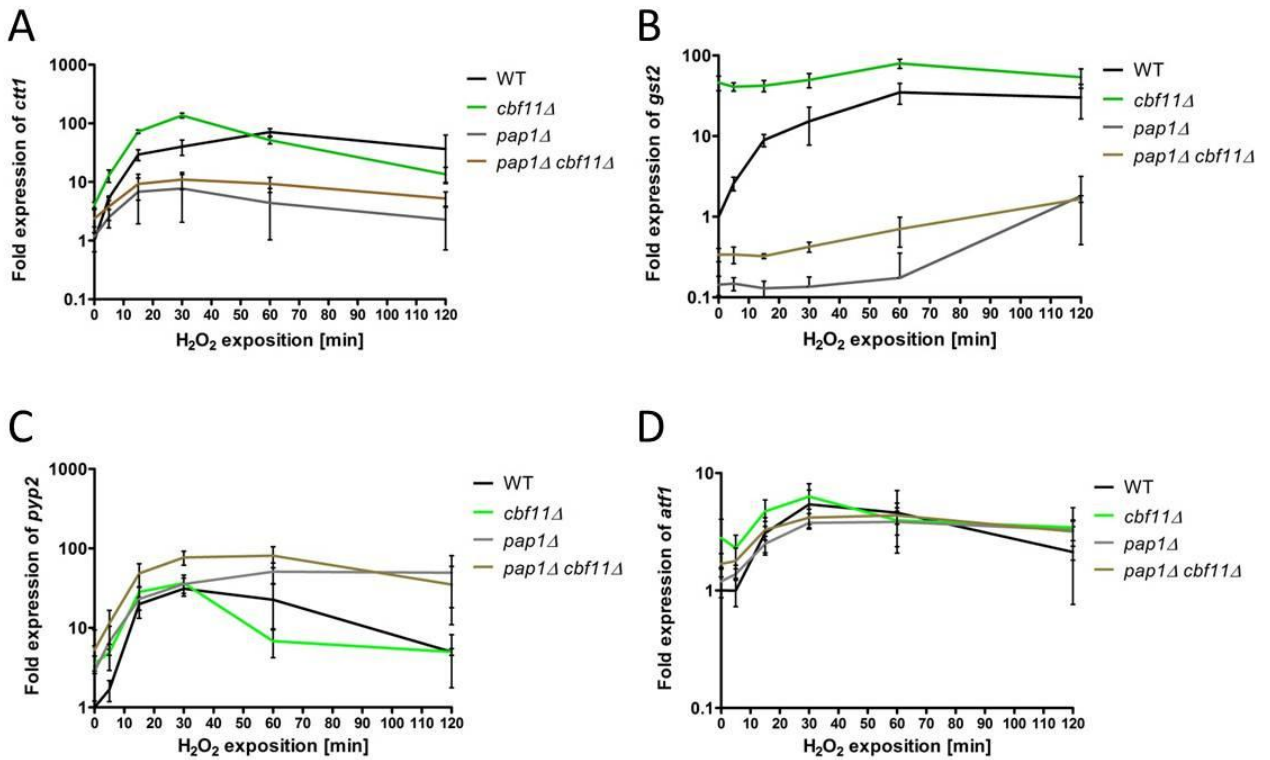 A
Fold expression of ctt1
1000
100
10
1
0.1
0 10 20 30 40 50 60 70 80 90 100 110 120
H₂O₂ exposition [min]
WT
cbf11Δ
pap1Δ
pap1Δ cbf11Δ
B
Fold expression of gst2
100
10
1
0.1
0 10 20 30 40 50 60 70 80 90 100 110 120
H₂O₂ exposition [min]
WT
cbf11Δ
pap1Δ
pap1Δ cbf11Δ
C
Fold expression of pyp2
1000
100
10
1
0 10 20 30 40 50 60 70 80 90 100 110 120
H₂O₂ exposition [min]
WT
cbf11Δ
pap1Δ
pap1Δ cbf11Δ
D
Fold expression of atf1
10
1
0.1
0 10 20 30 40 50 60 70 80 90 100 110 120
H₂O₂ exposition [min]
WT
cbf11Δ
pap1Δ
pap1Δ cbf11Δ